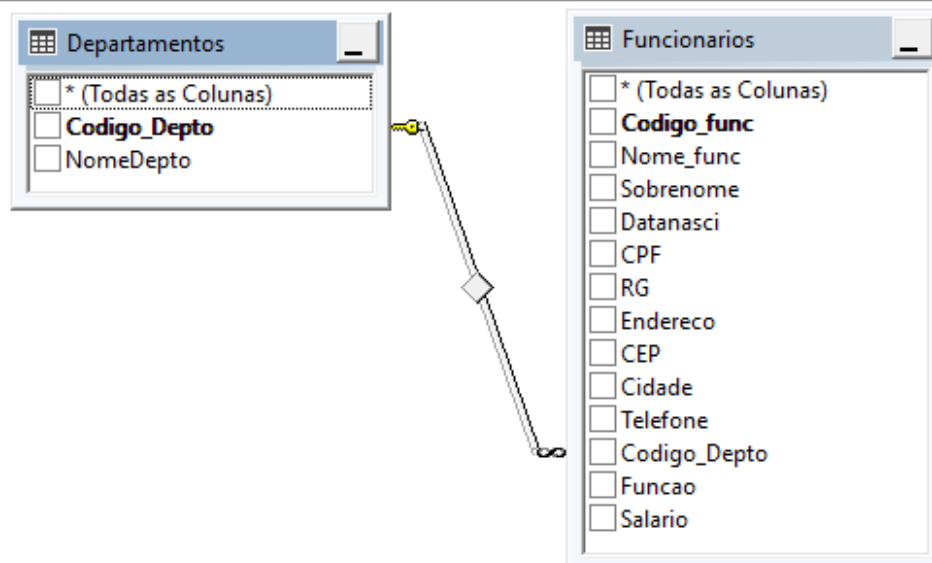 Departamentos
* (Todas as Colunas)
Codigo_Depto
NomeDepto
Funcionarios
* (Todas as Colunas)
Codigo_func
Nome_func
Sobrenome
Datanasci
CPF
RG
Endereco
CEP
Cidade
Telefone
Codigo_Depto
Funcao
Salario